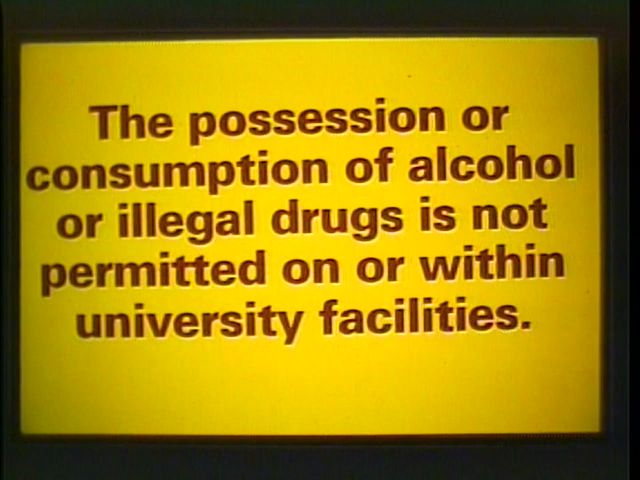 The possession or
consumption of alcohol
or illegal drugs is not
permitted on or within
university facilities.